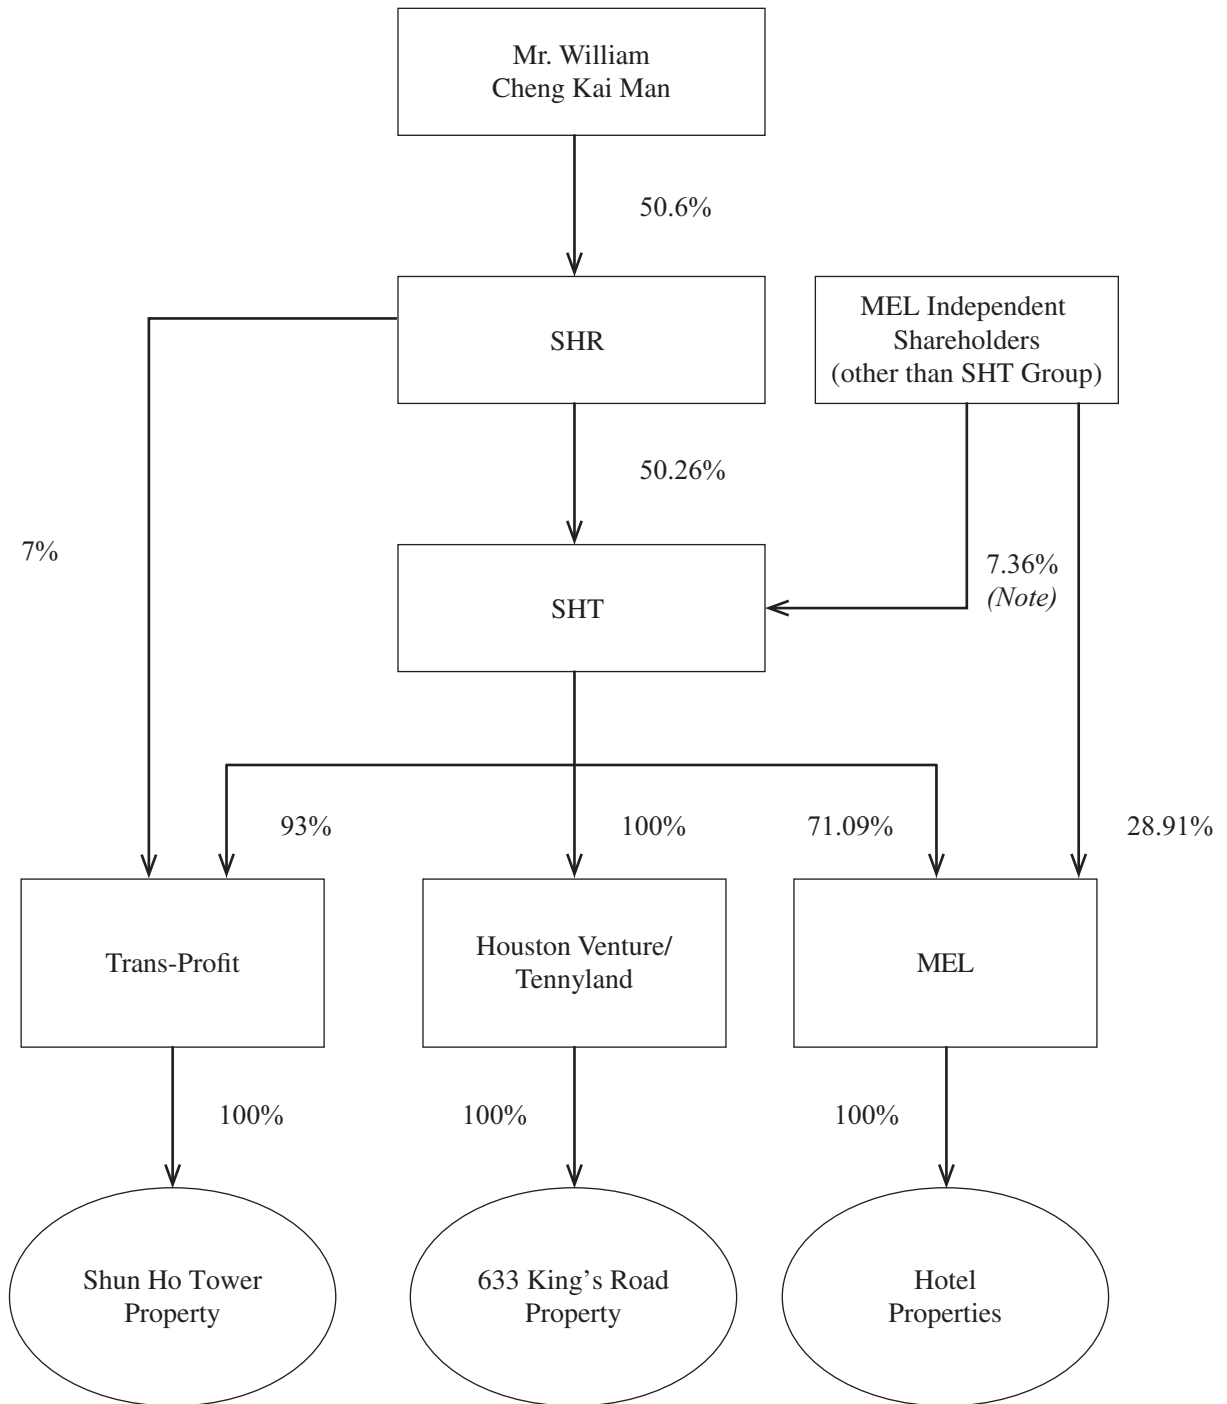 Mr. William
Cheng Kai Man
50.6%
SHR
MEL Independent
Shareholders
(other than SHT Group)
50.26%
7%
SHT
7.36%
(Note)
93%
100%
71.09%
28.91%
Trans-Profit
Houston Venture/
Tennyland
MEL
100%
100%
100%
Shun Ho Tower
Property
633 King’s Road
Property
Hotel
Properties